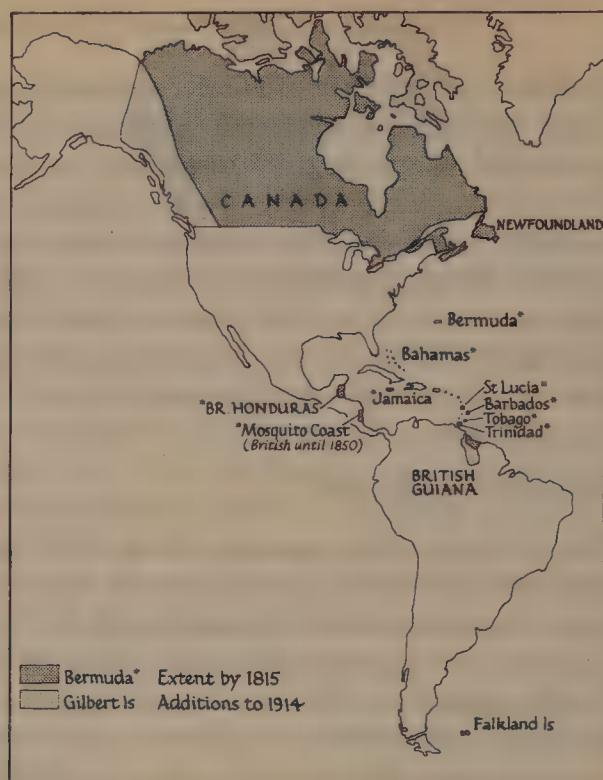 CANADA
NEWFOUNDLAND
Bermuda*
Bahamas*
*Jamaica
St Lucia*
Barbados*
Tobago*
Trinidad*
*BR. HONDURAS
*Mosquito Coast
(British until 1850)
BRITISH
GUIANA
Bermuda* Extent by 1815
Gilbert Is Additions to 1914
Falkland Is